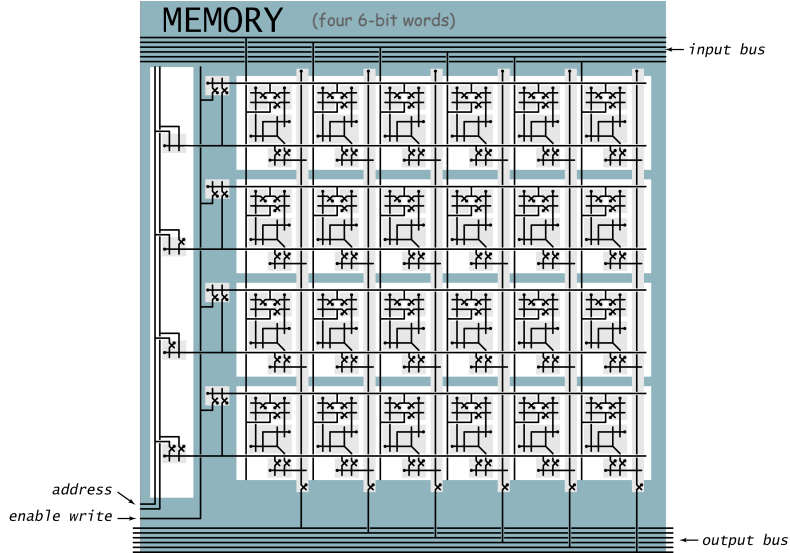 MEMORY (four 6-bit words)
input bus
address
enable write
output bus